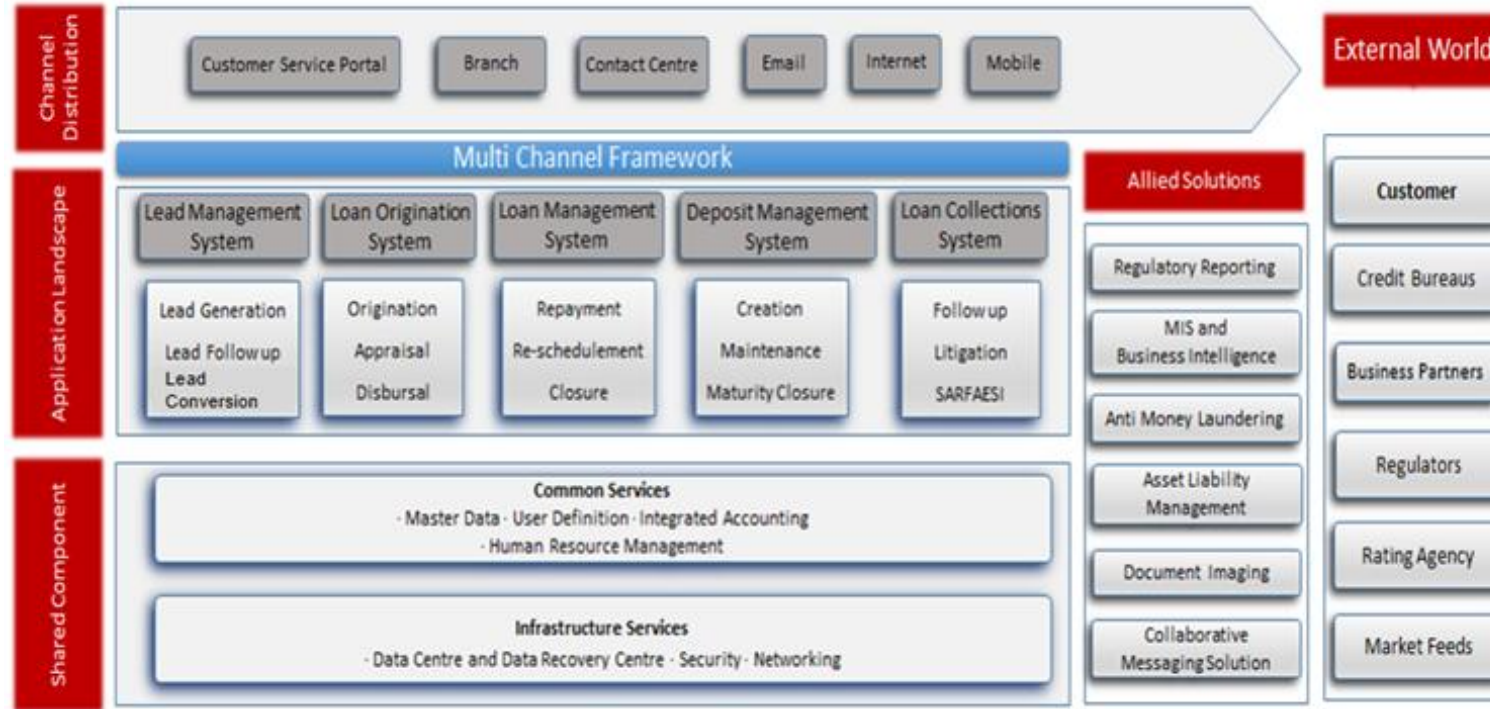 Channel
Distribution
Customer Service Portal
Branch
Contact Centre
Email
Internet
Mobile
External World
Multi Channel Framework
Application Landscape
Lead Management
System
Loan Origination
System
Loan Management
System
Deposit Management
System
Loan Collections
System
Lead Generation
Lead Followup
Lead
Conversion
Origination
Appraisal
Disbursal
Repayment
Re-schedulement
Closure
Creation
Maintenance
Maturity Closure
Followup
Litigation
SARFAESI
Shared Component
Common Services
· Master Data · User Definition · Integrated Accounting
· Human Resource Management
Infrastructure Services
· Data Centre and Data Recovery Centre · Security · Networking
Allied Solutions
Regulatory Reporting
MIS and
Business Intelligence
Anti Money Laundering
Asset Liability
Management
Document Imaging
Collaborative
Messaging Solution
Customer
Credit Bureaus
Business Partners
Regulators
Rating Agency
Market Feeds